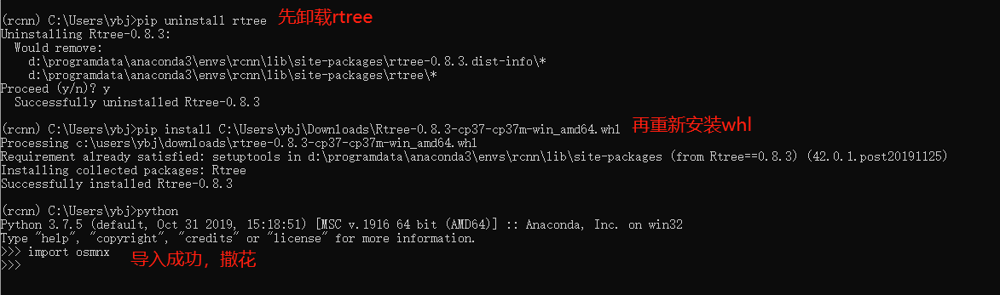 (rcnn) C:\Users\ybj>pip uninstall rtree 先卸载rtree
Uninstalling Rtree-0.8.3:
  Would remove:
    d:\programdata\anaconda3\envs\rcnn\lib\site-packages\rtree-0.8.3.dist-info\*
    d:\programdata\anaconda3\envs\rcnn\lib\site-packages\rtree\*
Proceed (y/n)? y
  Successfully uninstalled Rtree-0.8.3
(rcnn) C:\Users\ybj>pip install C:\Users\ybj\Downloads\Rtree-0.8.3-cp37-cp37m-win_amd64.whl 再重新安装whl
Processing c:\users\ybj\downloads\rtree-0.8.3-cp37-cp37m-win_amd64.whl
Requirement already satisfied: setuptools in d:\programdata\anaconda3\envs\rcnn\lib\site-packages (from Rtree==0.8.3) (42.0.1.post20191125)
Installing collected packages: Rtree
Successfully installed Rtree-0.8.3
(rcnn) C:\Users\ybj>python
Python 3.7.5 (default, Oct 31 2019, 15:18:51) [MSC v.1916 64 bit (AMD64)] :: Anaconda, Inc. on win32
Type "help", "copyright", "credits" or "license" for more information.
>>> import osmnx 导入成功，撒花
>>>